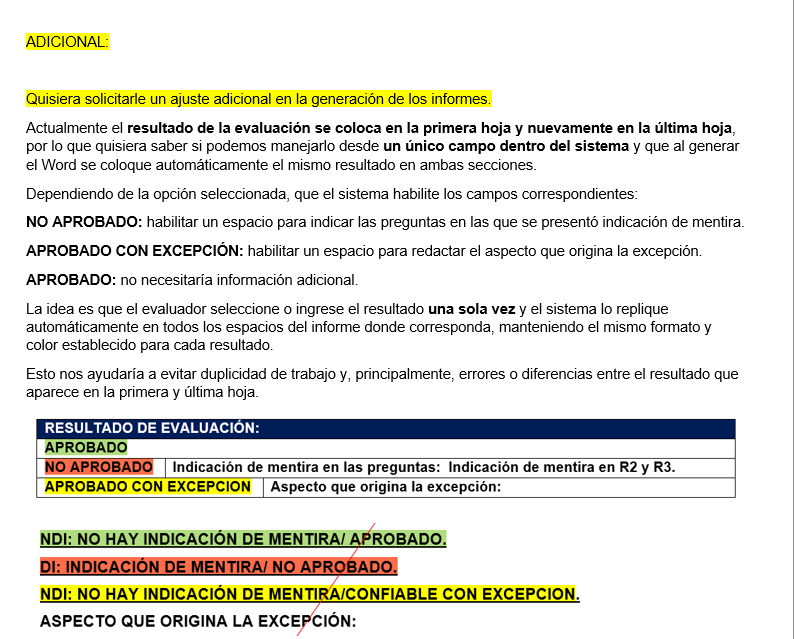 ADICIONAL:
Quisiera solicitarle un ajuste adicional en la generación de los informes.
Actualmente el resultado de la evaluación se coloca en la primera hoja y nuevamente en la última hoja,
por lo que quisiera saber si podemos manejarlo desde un único campo dentro del sistema y que al generar
el Word se coloque automáticamente el mismo resultado en ambas secciones.
Dependiendo de la opción seleccionada, que el sistema habilite los campos correspondientes:
NO APROBADO: habilitar un espacio para indicar las preguntas en las que se presentó indicación de mentira.
APROBADO CON EXCEPCIÓN: habilitar un espacio para redactar el aspecto que origina la excepción.
APROBADO: no necesitaría información adicional.
La idea es que el evaluador seleccione o ingrese el resultado una sola vez y el sistema lo replique
automáticamente en todos los espacios del informe donde corresponda, manteniendo el mismo formato y
color establecido para cada resultado.
Esto nos ayudaría a evitar duplicidad de trabajo y, principalmente, errores o diferencias entre el resultado que
aparece en la primera y última hoja.
RESULTADO DE EVALUACIÓN:
APROBADO
NO APROBADO Indicación de mentira en las preguntas: Indicación de mentira en R2 y R3.
APROBADO CON EXCEPCION Aspecto que origina la excepción:
NDI: NO HAY INDICACIÓN DE MENTIRA/ APROBADO.
DI: INDICACIÓN DE MENTIRA/ NO APROBADO.
NDI: NO HAY INDICACIÓN DE MENTIRA/CONFIABLE CON EXCEPCION.
ASPECTO QUE ORIGINA LA EXCEPCIÓN: